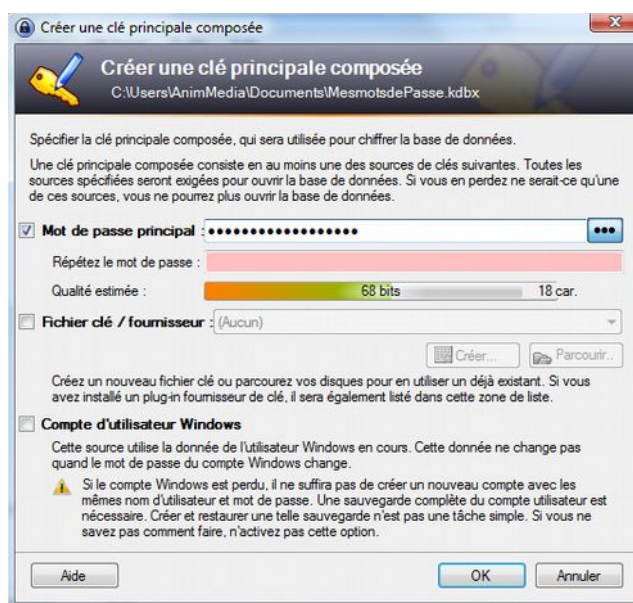 Créer une clé principale composée
Créer une clé principale composée
C:\Users\AnimMedia\Documents\MesmotsdePasse.kdbx
Spécifier la clé principale composée, qui sera utilisée pour chiffrer la base de données.
Une clé principale composée consiste en au moins une des sources de clés suivantes. Toutes les
sources spécifiées seront exigées pour ouvrir la base de données. Si vous en perdez ne serait-ce qu'une
de ces sources, vous ne pourrez plus ouvrir la base de données.
Mot de passe principal : ••••••••••••••••••
Répétez le mot de passe :
Qualité estimée : 68 bits 18 car.
Fichier clé / fournisseur : (Aucun)
Créer... Parcourir..
Créez un nouveau fichier clé ou parcourez vos disques pour en utiliser un déjà existant. Si vous
avez installé un plug-in fournisseur de clé, il sera également listé dans cette zone de liste.
Compte d'utilisateur Windows
Cette source utilise la donnée de l'utilisateur Windows en cours. Cette donnée ne change pas
quand le mot de passe du compte Windows change.
Si le compte Windows est perdu, il ne suffira pas de créer un nouveau compte avec les
mêmes nom d'utilisateur et mot de passe. Une sauvegarde complète du compte utilisateur est
nécessaire. Créer et restaurer une telle sauvegarde n'est pas une tâche simple. Si vous ne
savez pas comment faire, n'activez pas cette option.
Aide OK Annuler